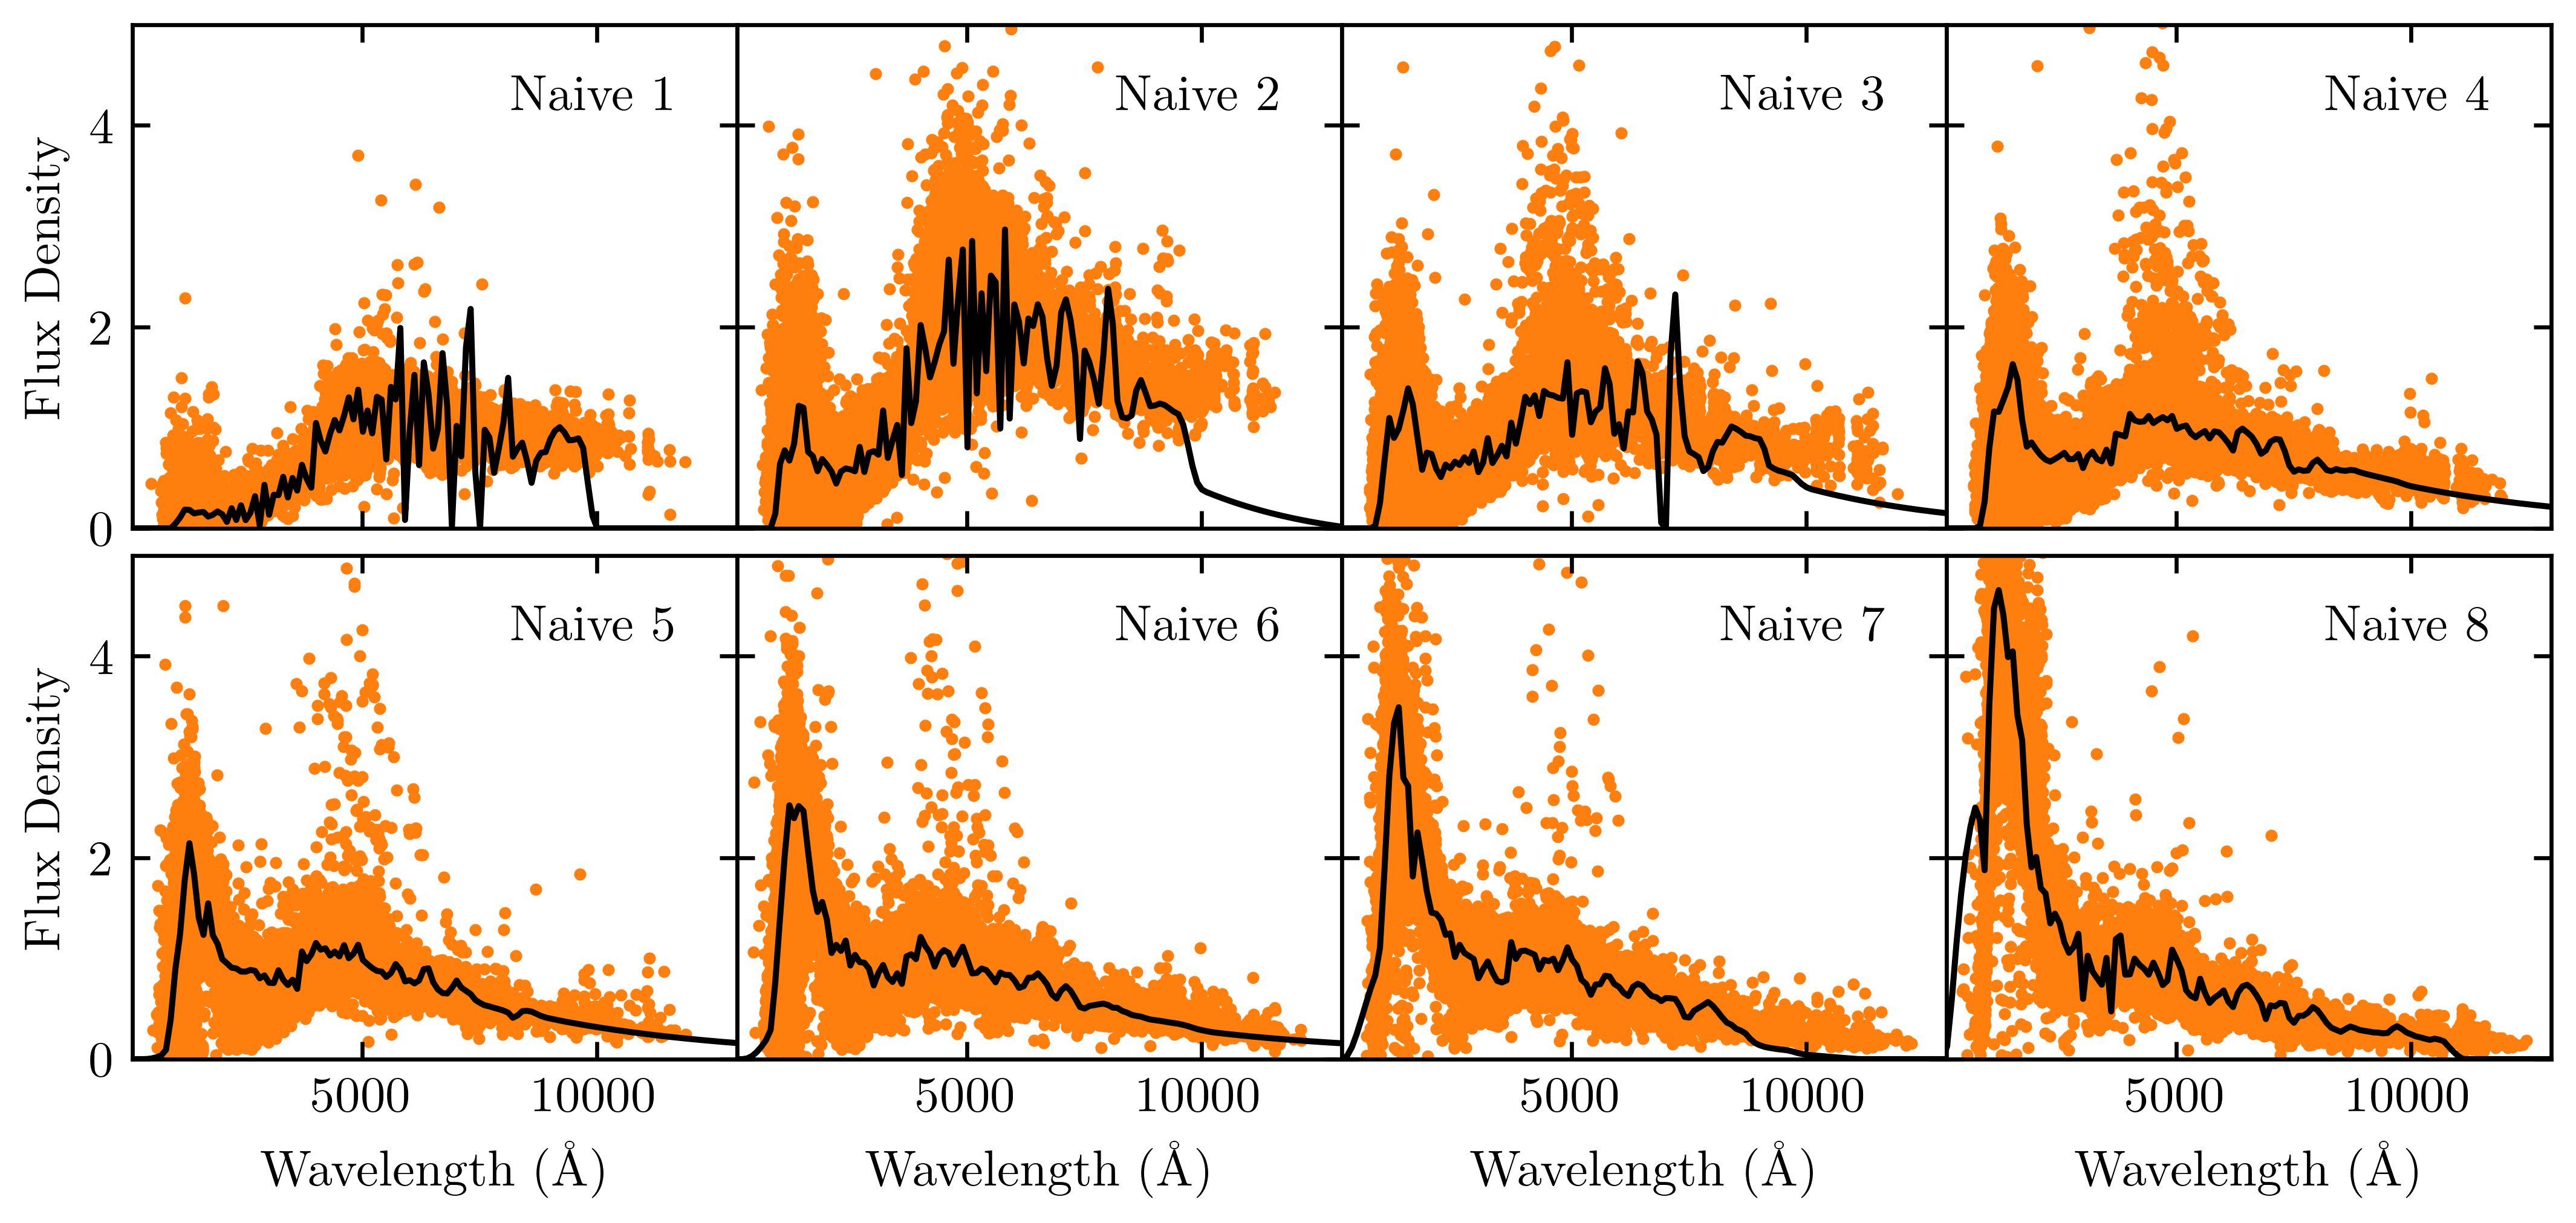 Naive 1
Naive 2
Naive 3
Naive 4
Flux Density
4
2
0
Naive 5
Naive 6
Naive 7
Naive 8
Flux Density
4
2
0
5000 10000
5000 10000
5000 10000
5000 10000
Wavelength (Å)
Wavelength (Å)
Wavelength (Å)
Wavelength (Å)